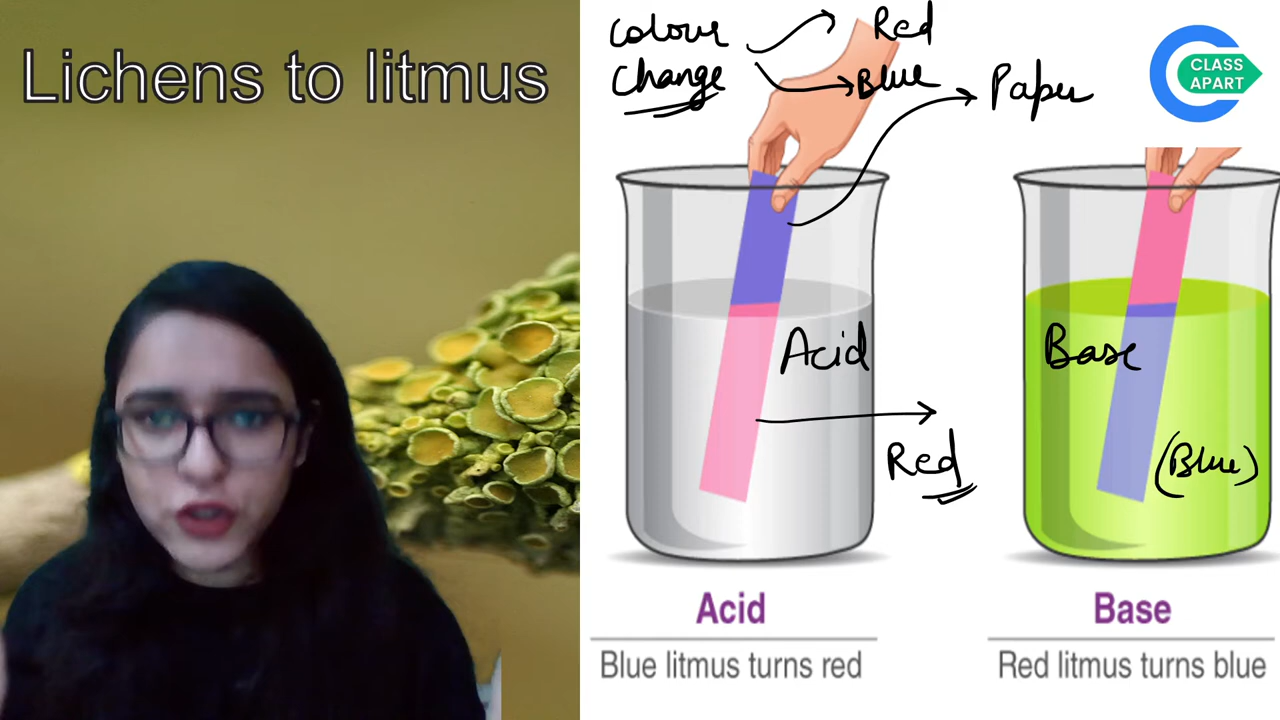 Lichens to litmus
Colour Change
Red
Blue
Paper
CLASS
APART
Acid
Base
Red
(Blue)
Acid
Base
Blue litmus turns red
Red litmus turns blue